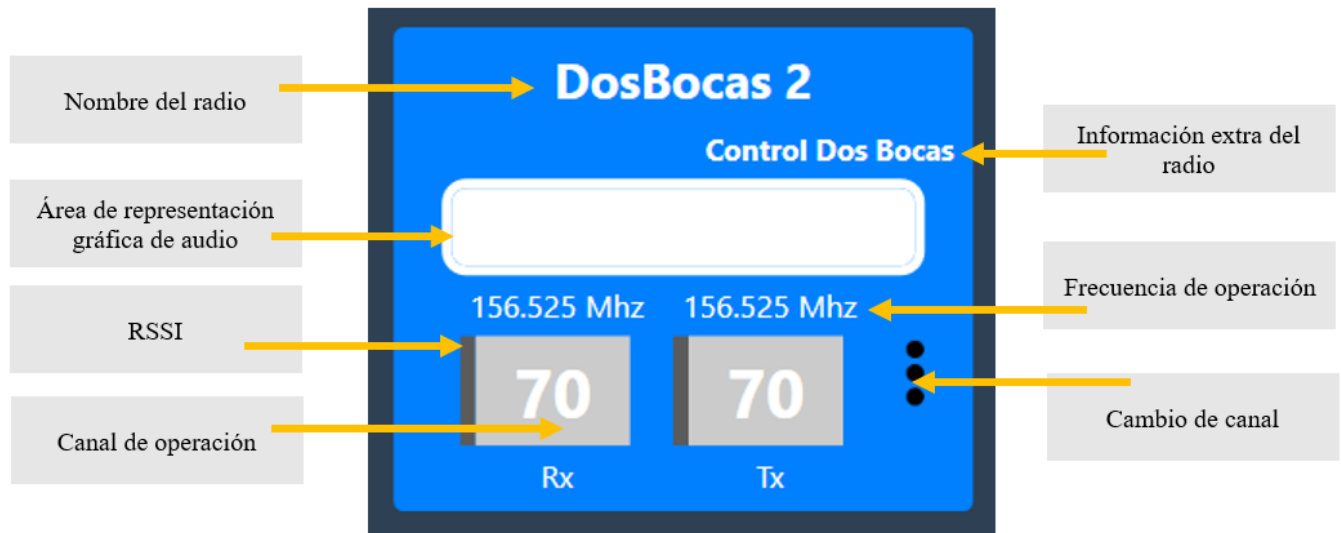 Nombre del radio
Área de representación
gráfica de audio
RSSI
Canal de operación
DosBocas 2
Control Dos Bocas
156.525 Mhz 156.525 Mhz
70 70
Rx Tx
Información extra del
radio
Frecuencia de operación
Cambio de canal